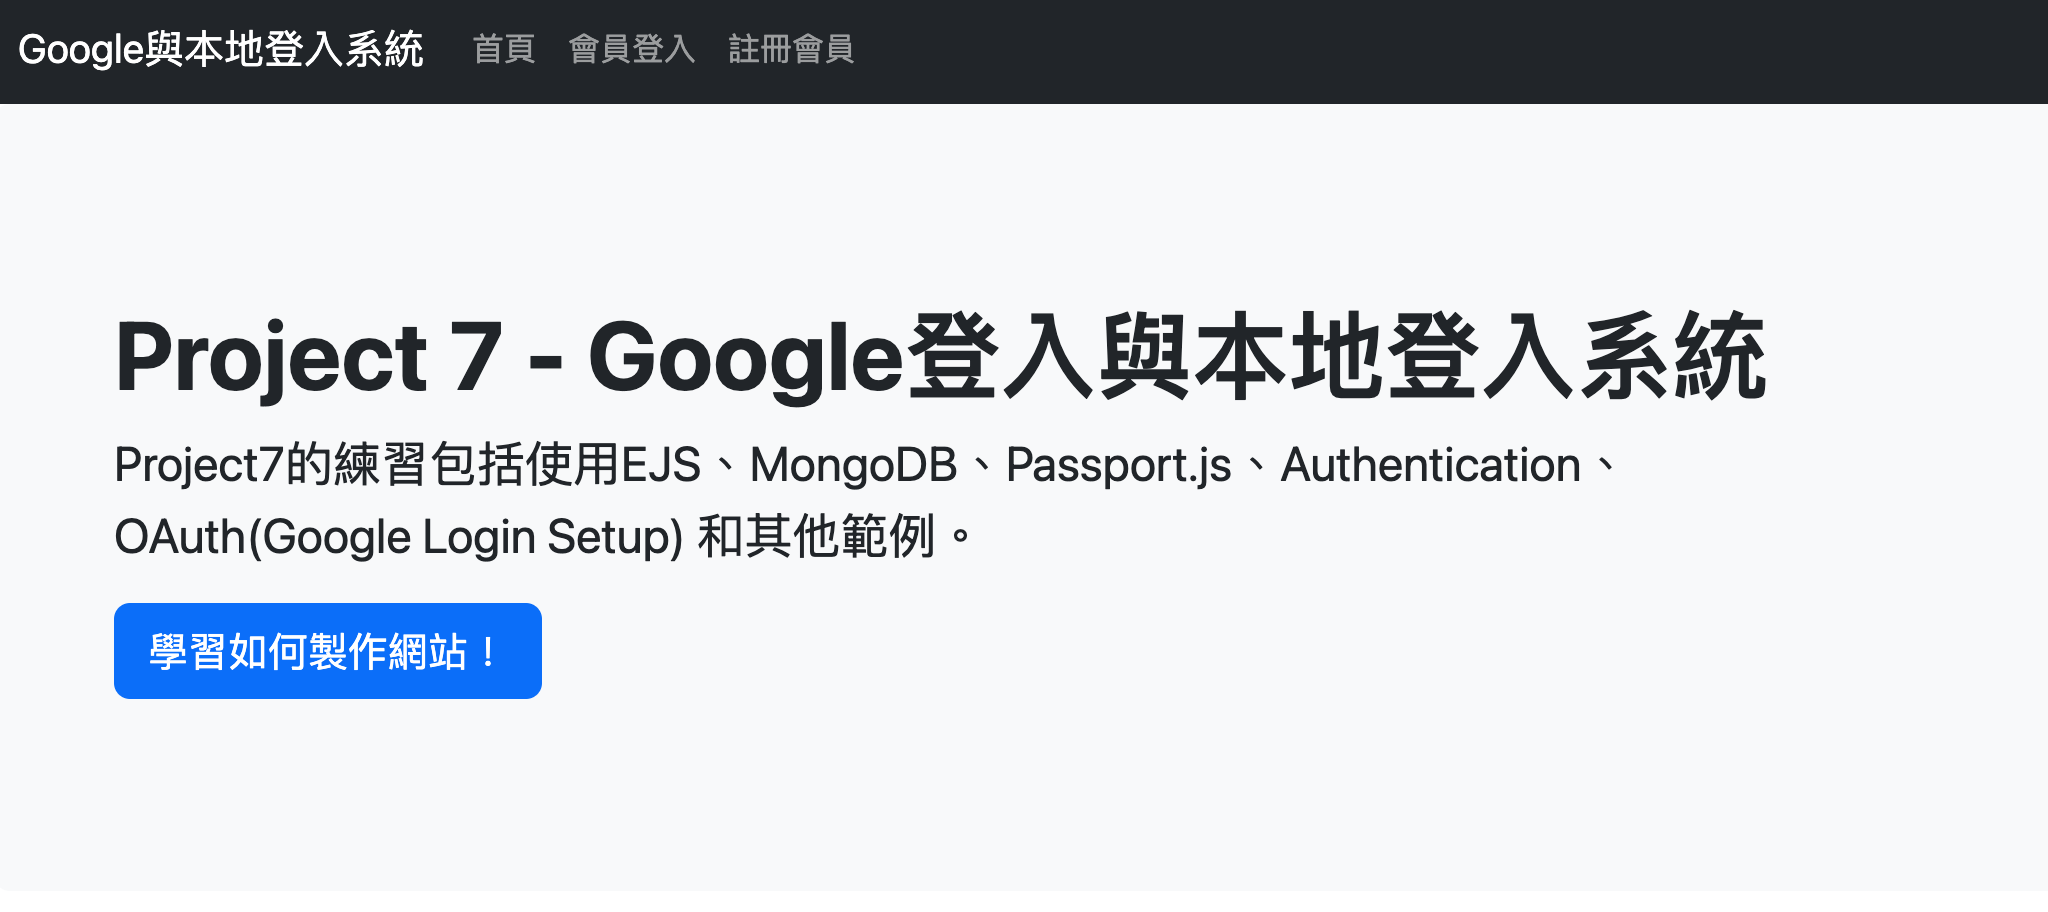 Google與本地登入系統 首頁 會員登入 註冊會員
Project 7 - Google登入與本地登入系統
Project7的練習包括使用EJS、MongoDB、Passport.js、Authentication、
OAuth(Google Login Setup) 和其他範例。
學習如何製作網站！